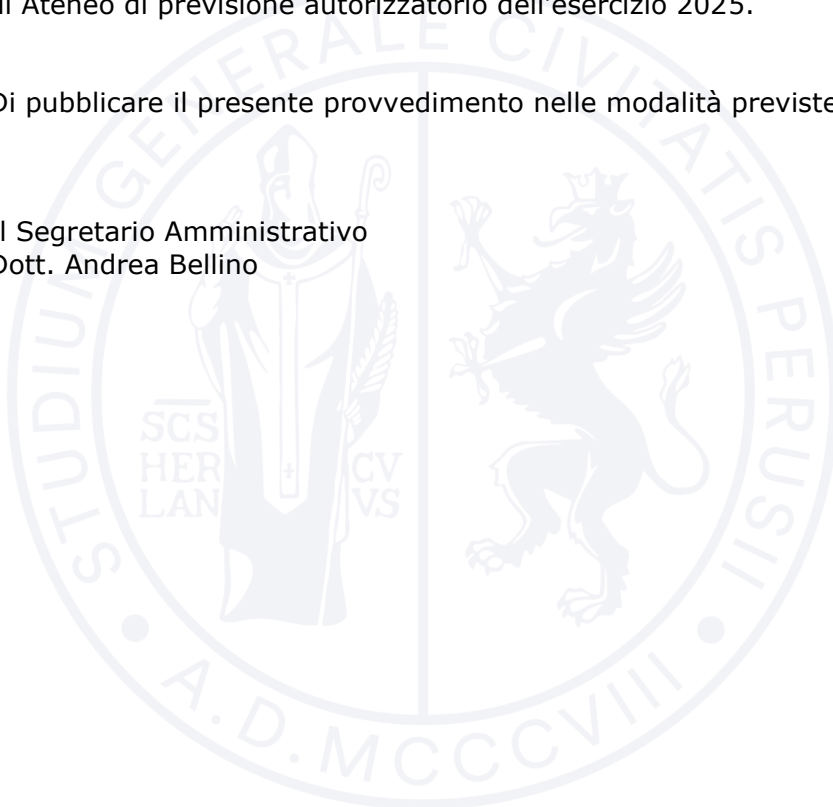 di Ateneo di previsione autorizzatorio dell'esercizio 2025.
Di pubblicare il presente provvedimento nelle modalità previste
Il Segretario Amministrativo
Dott. Andrea Bellino
STUDIUM GENERALE CIVITATIS PERUSII
SCS
HER
LAN
CV
VS
A.D. MCCCVIII